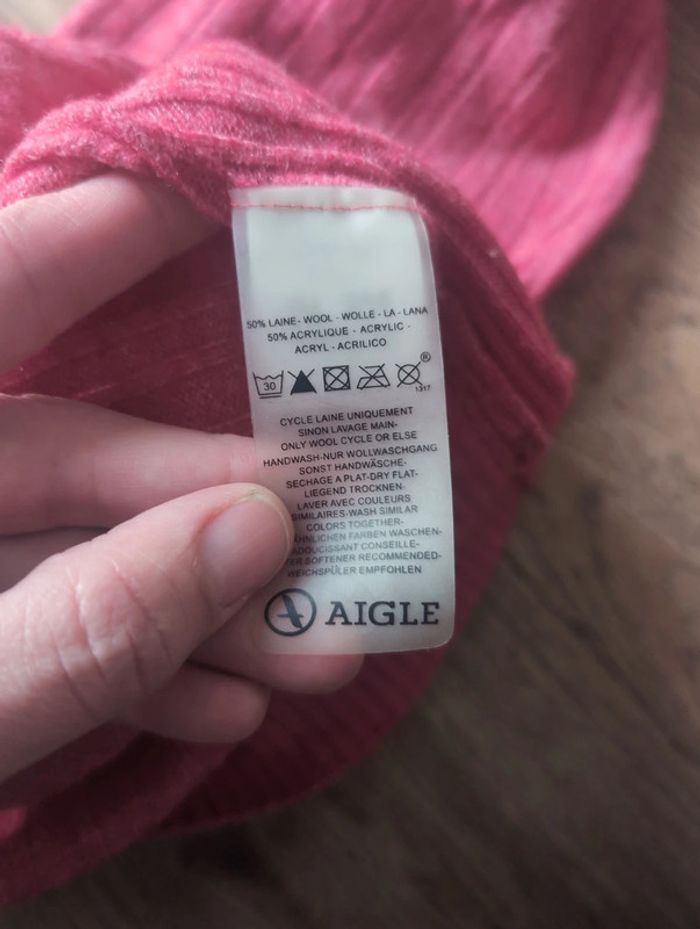 50% LAINE - WOOL - WOLLE - LA - LANA
50% ACRYLIQUE - ACRYLIC -
ACRYL - ACRILICO
30
®
1317
CYCLE LAINE UNIQUEMENT
SINON LAVAGE MAIN-
ONLY WOOL CYCLE OR ELSE
HANDWASH-NUR WOLLWASCHGANG
SONST HANDWÄSCHE-
SECHAGE A PLAT-DRY FLAT-
LIEGEND TROCKNEN-
LAVER AVEC COULEURS
SIMILAIRES-WASH SIMILAR
COLORS TOGETHER-
ÄHNLICHEN FARBEN WASCHEN-
ADOUCISSANT CONSEILLE-
SOFTENER RECOMMENDED-
WEICHSPÜLER EMPFOHLEN
AIGLE